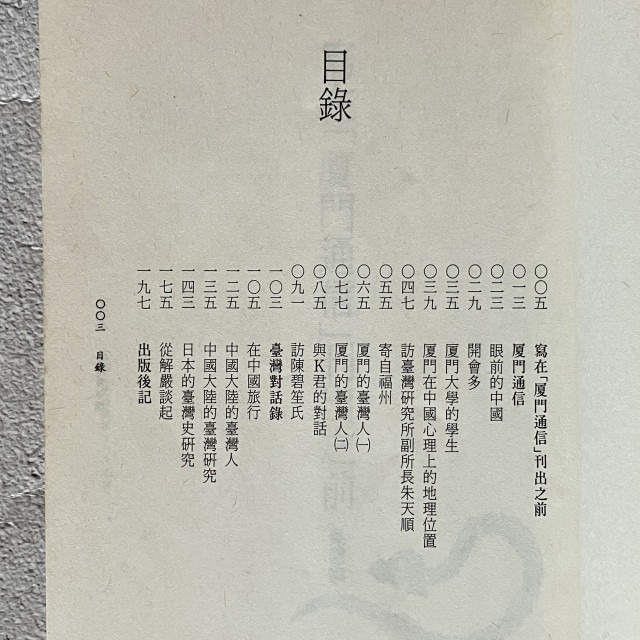 目錄
〇〇五 寫在「厦門通信」刊出之前
〇一三 厦門通信
〇二三 眼前的中國
〇二九 開會多
〇三五 厦門大學的學生
〇三九 厦門在中國心理上的地理位置
〇四七 訪臺灣研究所副所長朱天順
〇五五 寄自福州
〇六五 厦門的臺灣人㈠
〇七七 厦門的臺灣人㈡
〇八五 與K君的對話
〇九一 訪陳碧笙氏
一〇三 臺灣對話錄
一〇五 在中國旅行
一二五 中國大陸的臺灣人
一三五 中國大陸的臺灣研究
一四三 日本的臺灣史研究
一七五 從解嚴談起
一九七 出版後記
〇〇三 目錄